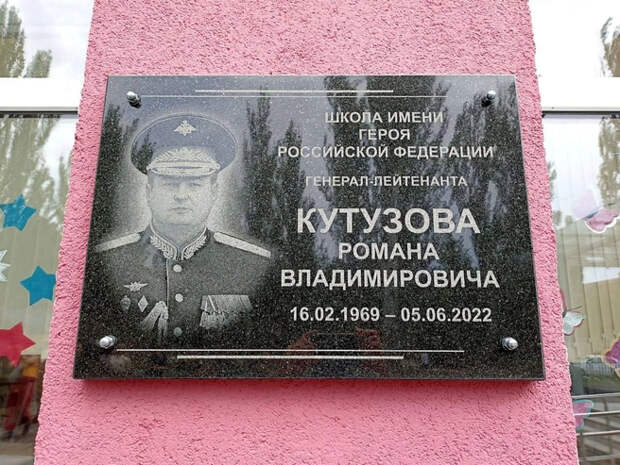 ШКОЛА ИМЕНИ
ГЕРОЯ
РОССИЙСКОЙ ФЕДЕРАЦИИ
ГЕНЕРАЛ-ЛЕЙТЕНАНТА
КУТУЗОВА
РОМАНА
ВЛАДИМИРОВИЧА
16.02.1969 – 05.06.2022